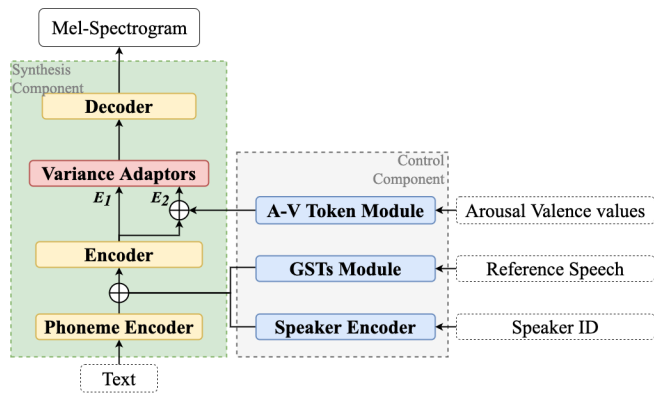 Mel-Spectrogram
Synthesis
Component
Decoder
Control
Component
Variance Adaptors
E1
E2
A-V Token Module
Arousal Valence values
Encoder
GSTs Module
Reference Speech
Phoneme Encoder
Speaker Encoder
Speaker ID
Text